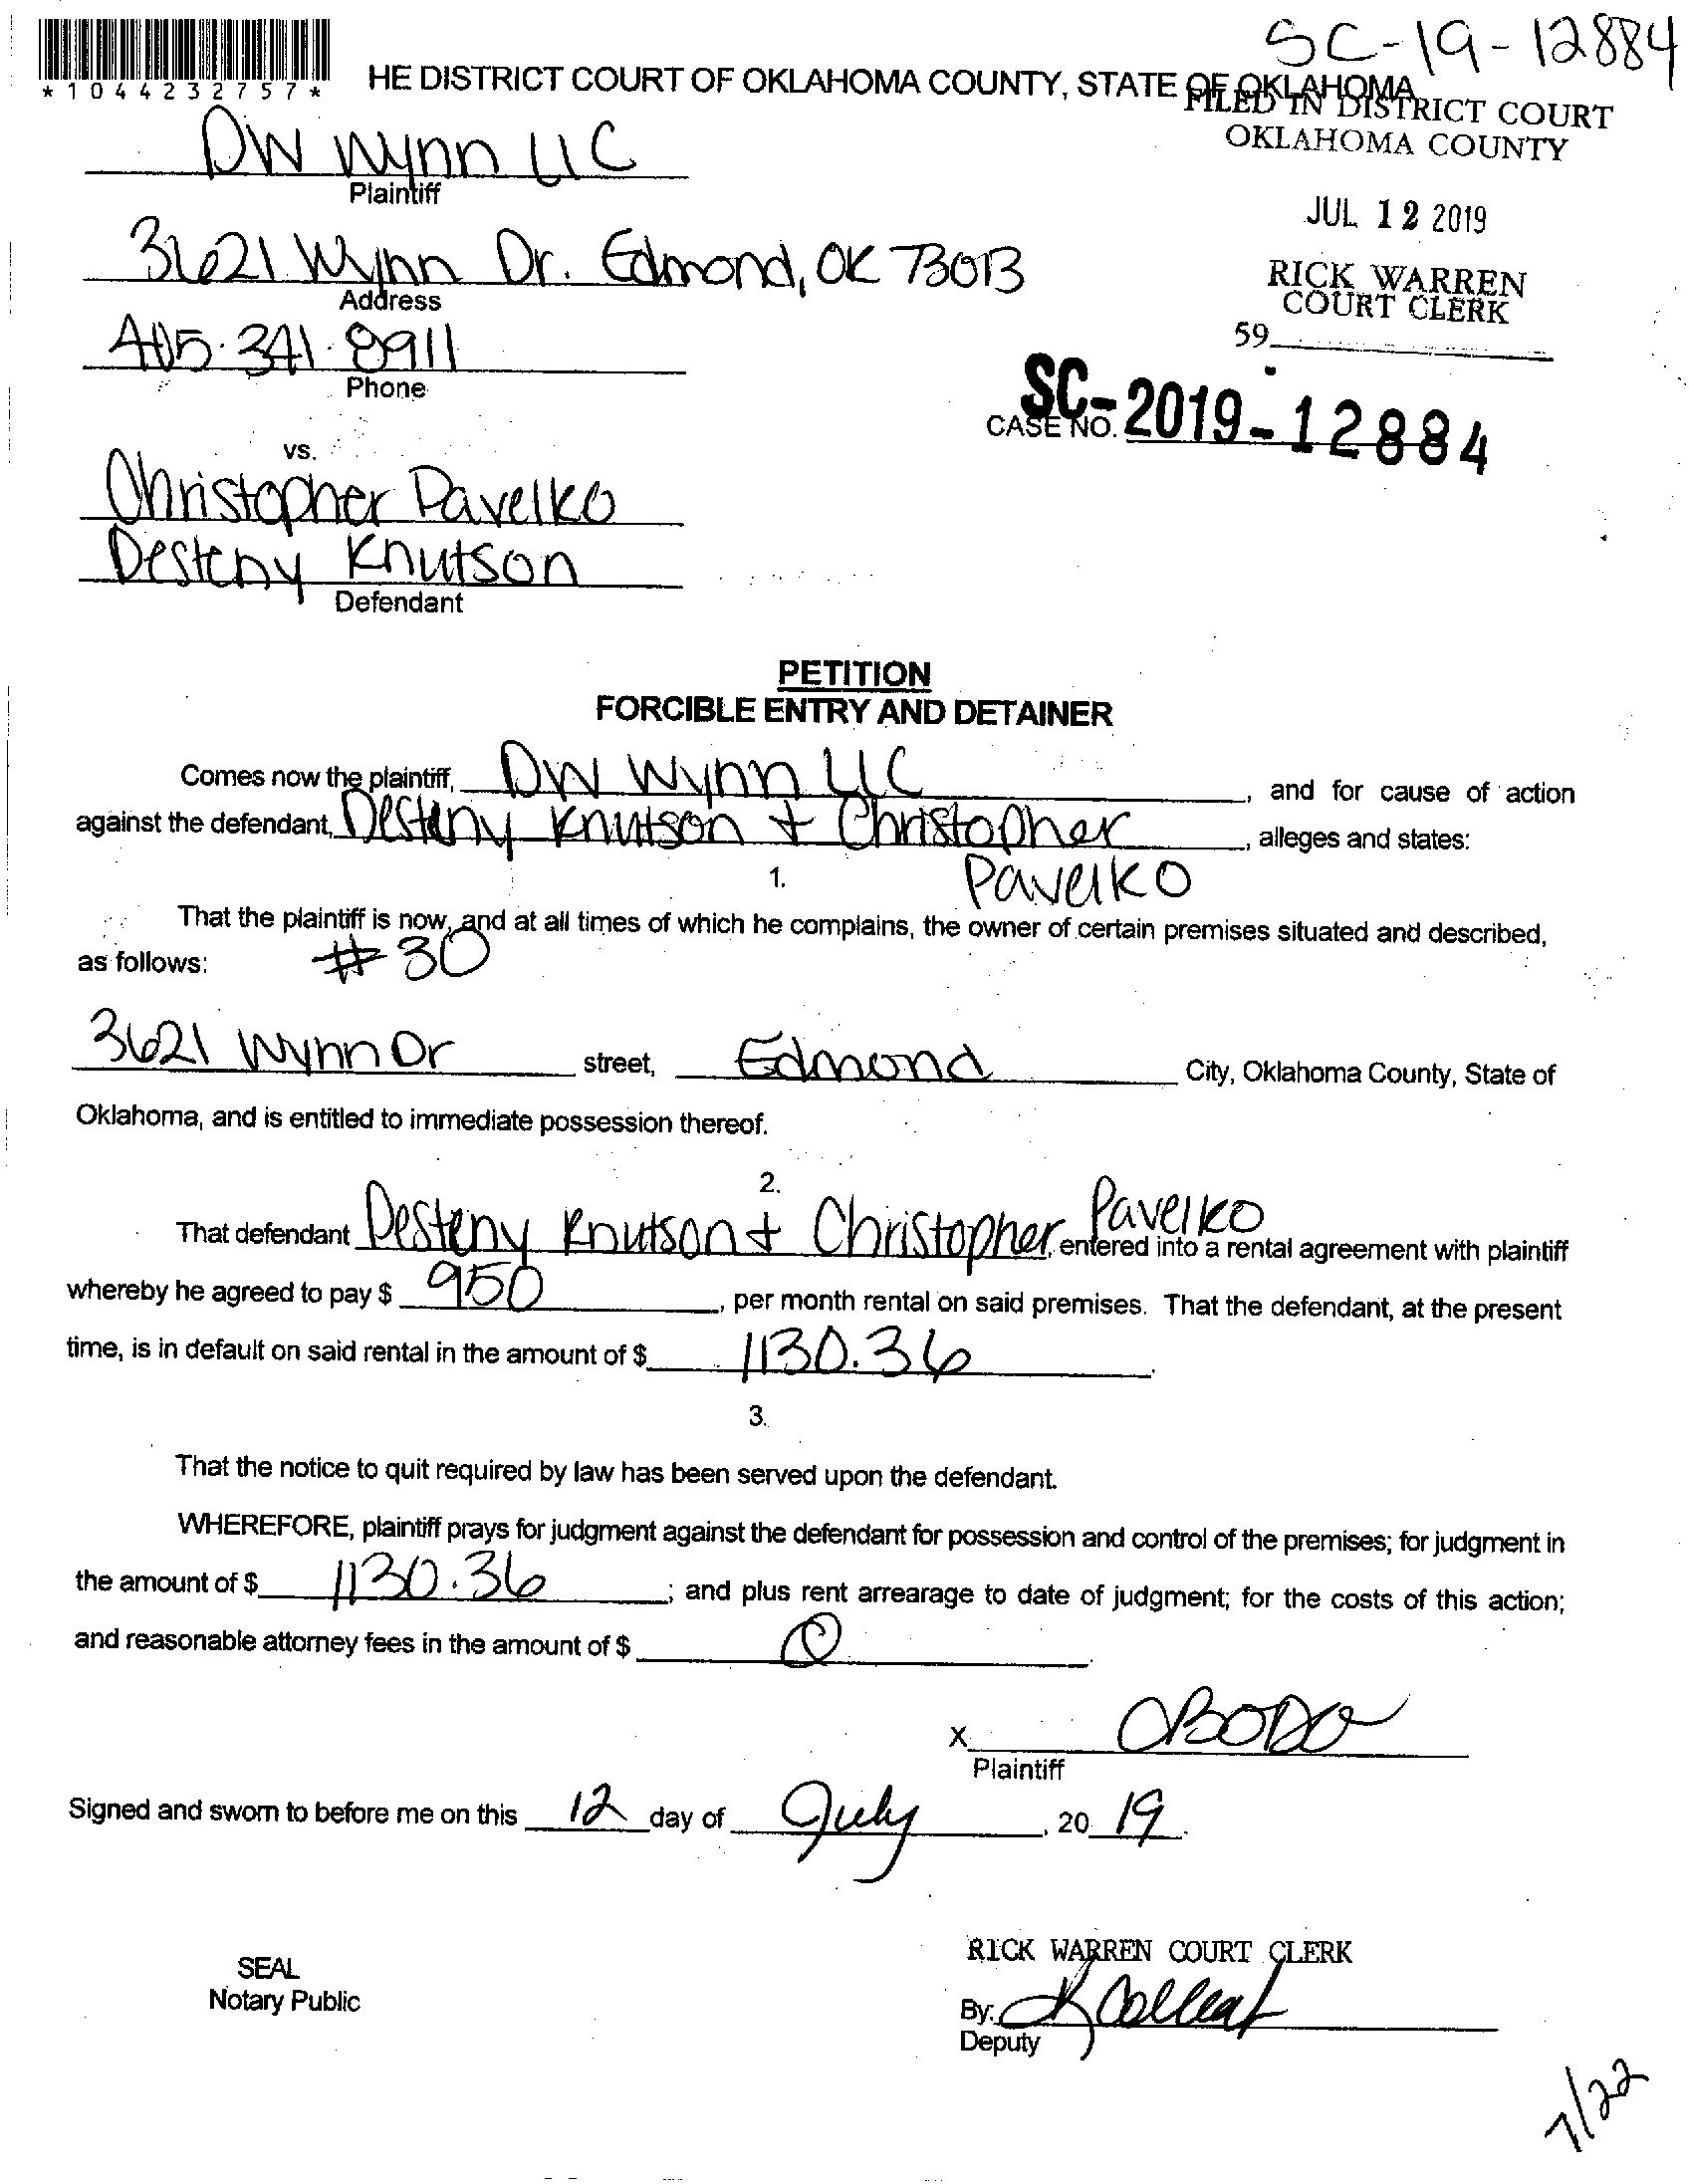 SC-19-12884
*1044232757*
HE DISTRICT COURT OF OKLAHOMA COUNTY, STATE OF OKLAHOMA
FILED IN DISTRICT COURT
OKLAHOMA COUNTY
DW Wynn LLC
Plaintiff
JUL 12 2019
3621 Wynn Dr. Edmond, OK 73013
Address
RICK WARREN
COURT CLERK
405.341.8911
59
Phone
CASE NO. SC-2019-12884
vs.
Christopher Pavelko
Desteny Knutson
Defendant
PETITION
FORCIBLE ENTRY AND DETAINER
Comes now the plaintiff, DW Wynn LLC, and for cause of action
against the defendant, Desteny Knutson + Christopher, alleges and states:
Pavelko
1.
That the plaintiff is now, and at all times of which he complains, the owner of certain premises situated and described,
as follows: #30
3621 Wynn Dr street, Edmond City, Oklahoma County, State of
Oklahoma, and is entitled to immediate possession thereof.
2.
That defendant Desteny Knutson + Christopher Pavelko, entered into a rental agreement with plaintiff
whereby he agreed to pay $ 950, per month rental on said premises. That the defendant, at the present
time, is in default on said rental in the amount of $ 1130.36.
3.
That the notice to quit required by law has been served upon the defendant.
WHEREFORE, plaintiff prays for judgment against the defendant for possession and control of the premises; for judgment in
the amount of $ 1130.36; and plus rent arrearage to date of judgment; for the costs of this action;
and reasonable attorney fees in the amount of $ 0.
X
Plaintiff
Signed and sworn to before me on this 12 day of July, 20 19.
RICK WARREN COURT CLERK
SEAL
Notary Public
By:
Deputy
7/22